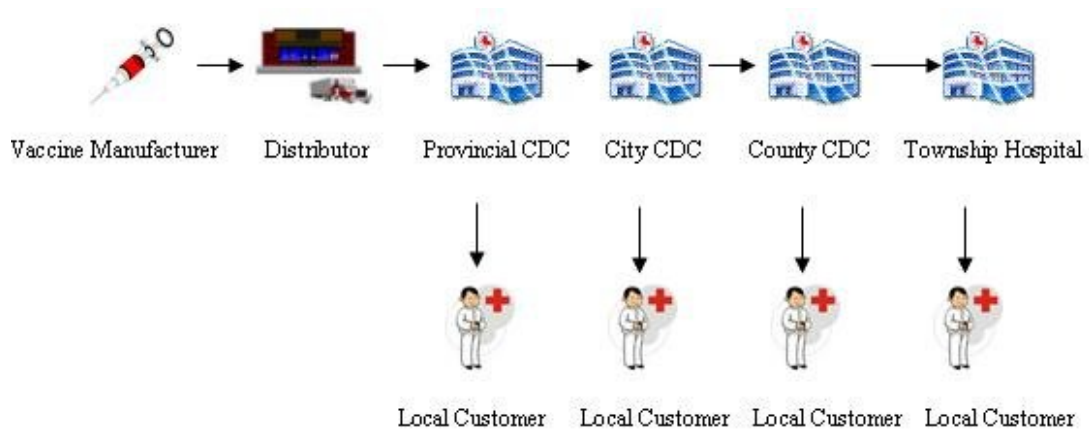 Vaccine Manufacturer
Distributor
Provincial CDC
City CDC
County CDC
Township Hospital
Local Customer
Local Customer
Local Customer
Local Customer